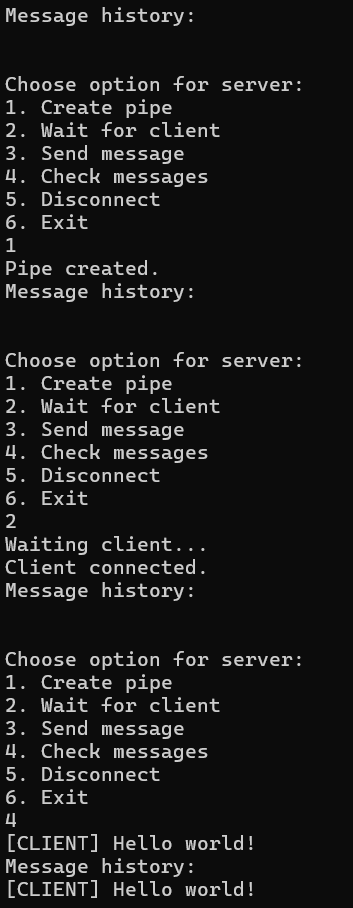 Message history:
Choose option for server:
1. Create pipe
2. Wait for client
3. Send message
4. Check messages
5. Disconnect
6. Exit
1
Pipe created.
Message history:
Choose option for server:
1. Create pipe
2. Wait for client
3. Send message
4. Check messages
5. Disconnect
6. Exit
2
Waiting client...
Client connected.
Message history:
Choose option for server:
1. Create pipe
2. Wait for client
3. Send message
4. Check messages
5. Disconnect
6. Exit
4
[CLIENT] Hello world!
Message history:
[CLIENT] Hello world!